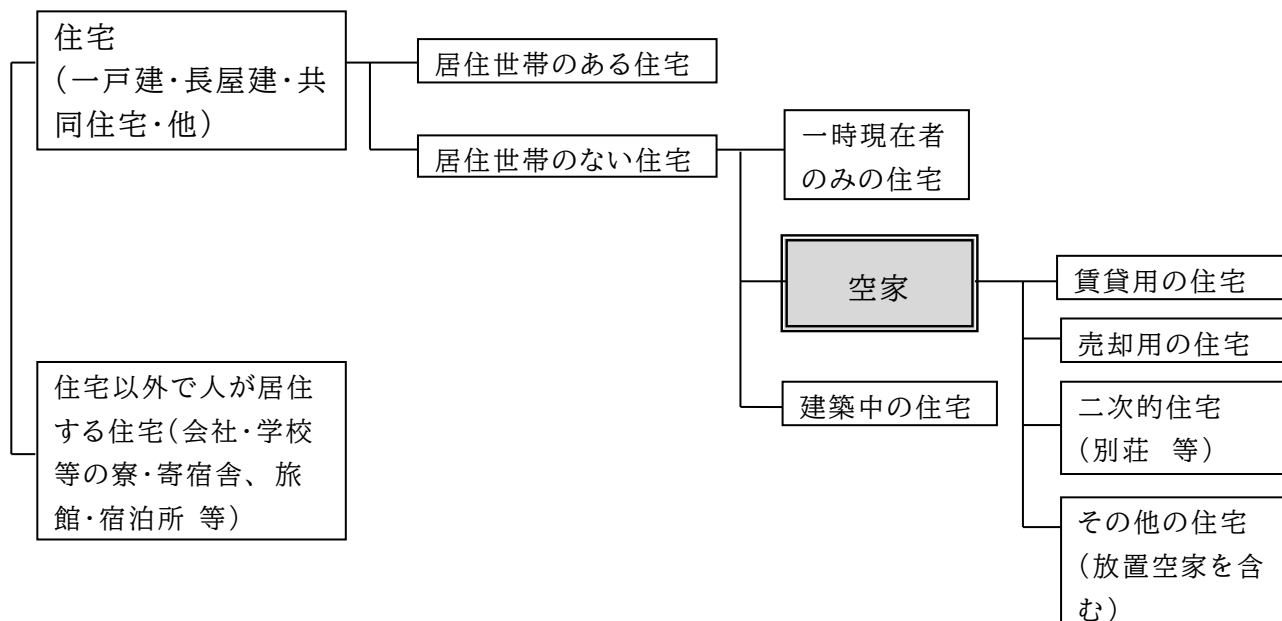 住宅
(一戸建・長屋建・共
同住宅・他)
居住世帯のある住宅
居住世帯のない住宅
一時現在者
のみの住宅
空家
建築中の住宅
賃貸用の住宅
売却用の住宅
二次的住宅
(別荘 等)
その他の住宅
(放置空家を含
む)
住宅以外で人が居住
する住宅(会社・学校
等の寮・寄宿舎、旅
館・宿泊所 等)